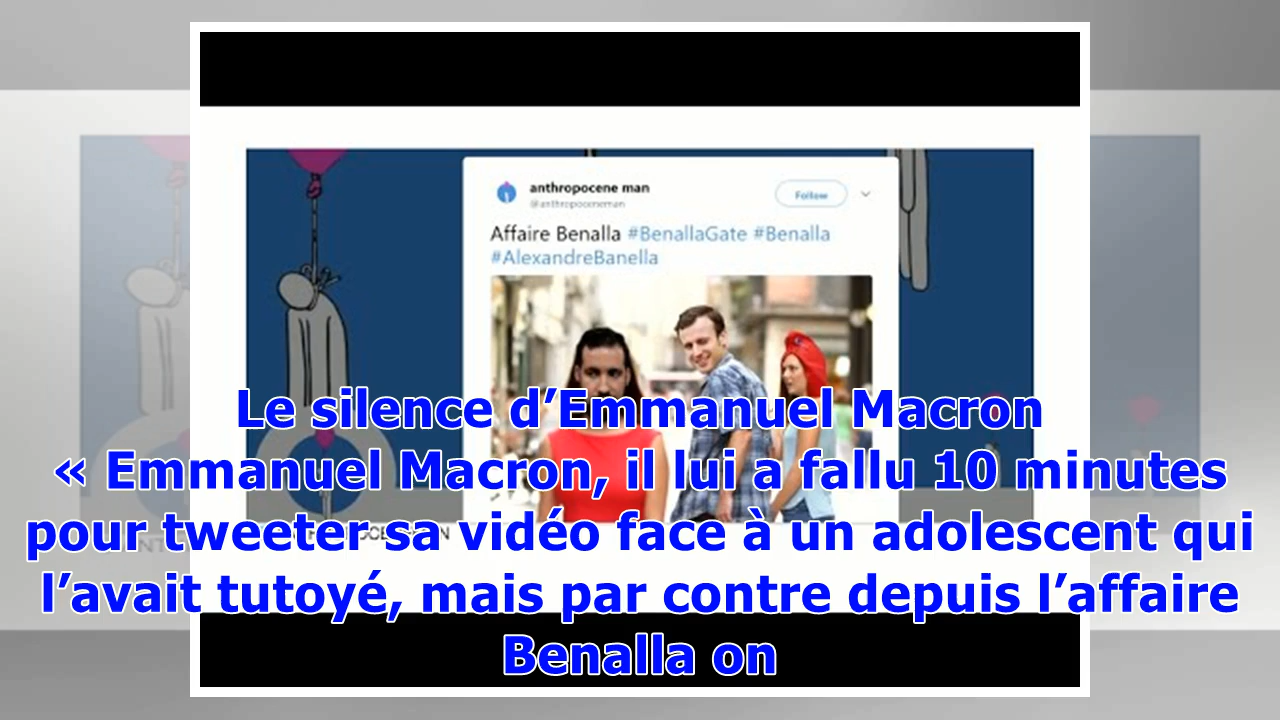 anthropocene man
@anthropoceneman
Follow
Affaire Benalla #BenallaGate #Benalla
#AlexandreBanella
Le silence d’Emmanuel Macron
« Emmanuel Macron, il lui a fallu 10 minutes
pour tweeter sa vidéo face à un adolescent qui
l’avait tutoyé, mais par contre depuis l’affaire
Benalla on